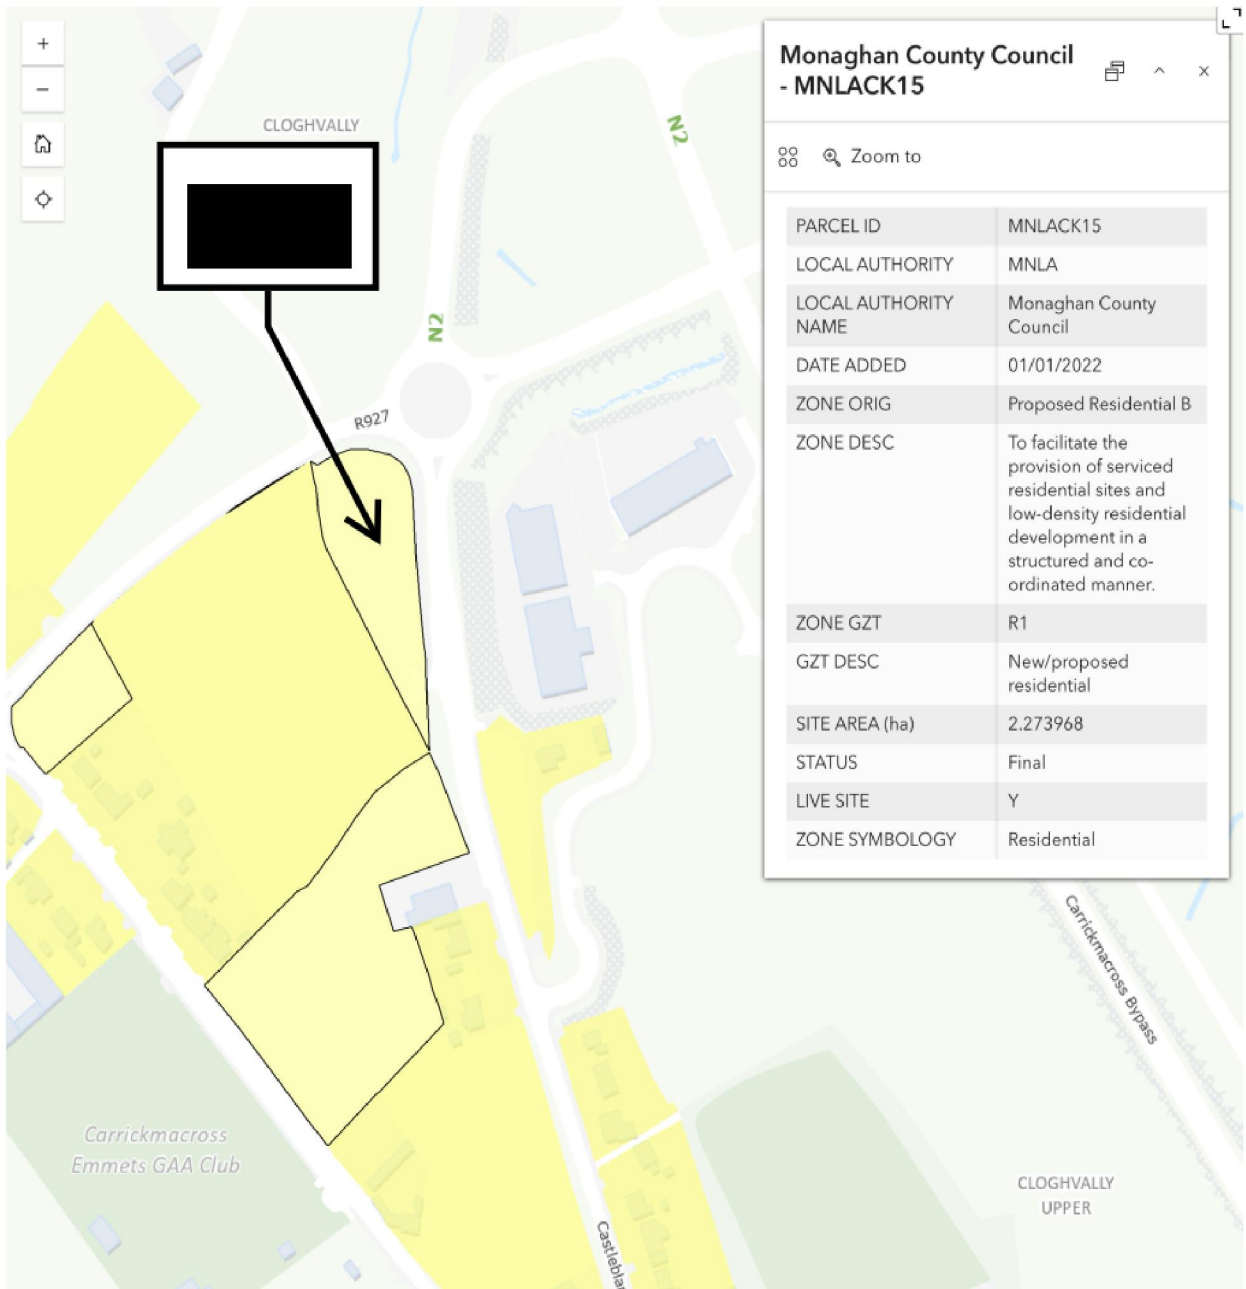 +
Monaghan County Council
- MNLACK15
−
CLOGHVALLY
N2
Zoom to
PARCEL ID MNLACK15
LOCAL AUTHORITY MNLA
LOCAL AUTHORITY
NAME
Monaghan County
Council
DATE ADDED 01/01/2022
ZONE ORIG Proposed Residential B
ZONE DESC To facilitate the
provision of serviced
residential sites and
low-density residential
development in a
structured and co-
ordinated manner.
ZONE GZT R1
GZT DESC New/proposed
residential
SITE AREA (ha) 2.273968
STATUS Final
LIVE SITE Y
ZONE SYMBOLOGY Residential
N2
R927
Carrickmacross Bypass
Carrickmacross
Emmets GAA Club
CLOGHVALLY
UPPER